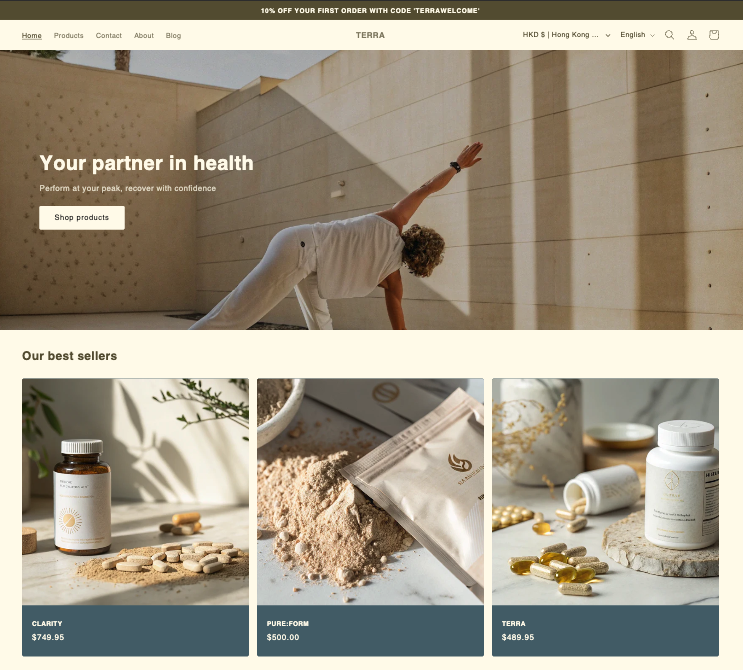 10% OFF YOUR FIRST ORDER WITH CODE 'TERRAWELCOME'
Home Products Contact About Blog TERRA HKD $ | Hong Kong ... English
Your partner in health
Perform at your peak, recover with confidence
Shop products
Our best sellers
CLARITY
$749.95
PURE:FORM
$500.00
TERRA
$489.95